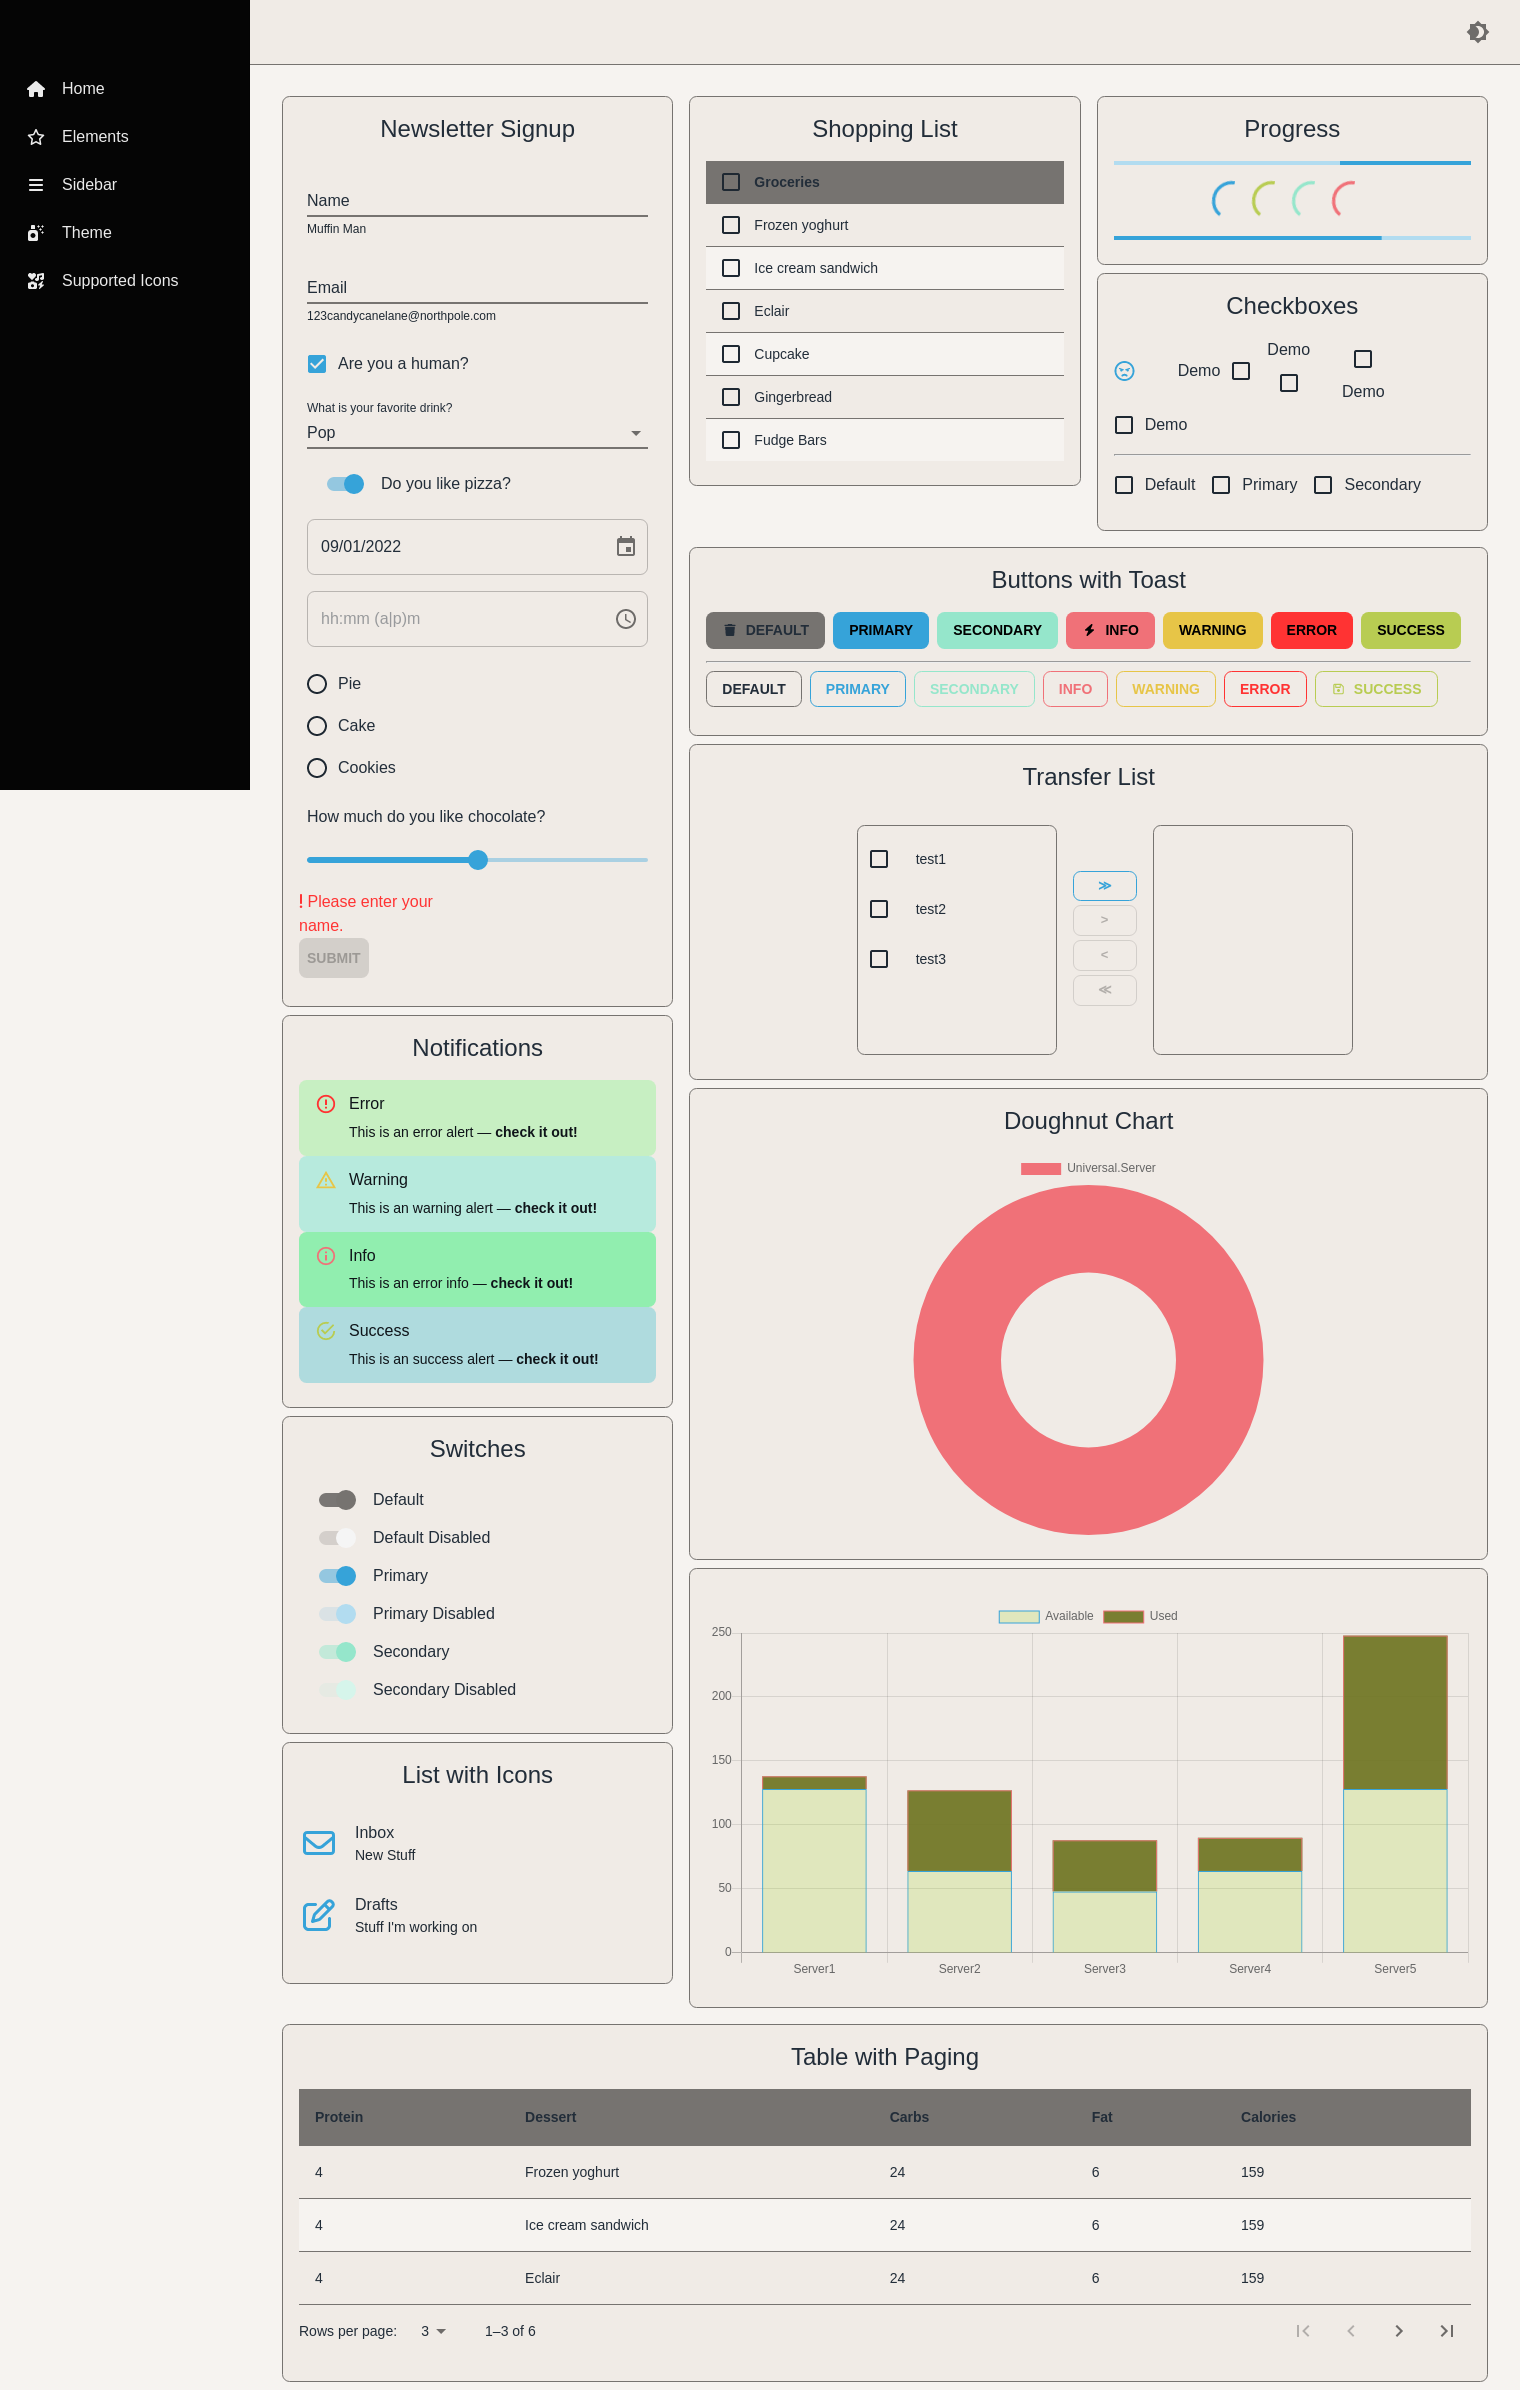 Home
Elements
Sidebar
Theme
Supported Icons
Newsletter Signup
Name
Muffin Man
Email
123candycanelane@northpole.com
Are you a human?
What is your favorite drink?
Pop
Do you like pizza?
09/01/2022
hh:mm (a|p)m
Pie
Cake
Cookies
How much do you like chocolate?
! Please enter your
name.
SUBMIT
Notifications
Error
This is an error alert — check it out!
Warning
This is an warning alert — check it out!
Info
This is an error info — check it out!
Success
This is an success alert — check it out!
Switches
Default
Default Disabled
Primary
Primary Disabled
Secondary
Secondary Disabled
List with Icons
Inbox
New Stuff
Drafts
Stuff I'm working on
Shopping List
Groceries
Frozen yoghurt
Ice cream sandwich
Eclair
Cupcake
Gingerbread
Fudge Bars
Progress
Checkboxes
Demo
Demo
Demo
Demo
Default Primary Secondary
Buttons with Toast
DEFAULT PRIMARY SECONDARY INFO WARNING ERROR SUCCESS
DEFAULT PRIMARY SECONDARY INFO WARNING ERROR SUCCESS
Transfer List
test1
test2
test3
≫
>
<
≪
Doughnut Chart
Universal.Server
Available Used
250
200
150
100
50
0
Server1 Server2 Server3 Server4 Server5
Table with Paging
Protein Dessert Carbs Fat Calories
4 Frozen yoghurt 24 6 159
4 Ice cream sandwich 24 6 159
4 Eclair 24 6 159
Rows per page: 3 1–3 of 6